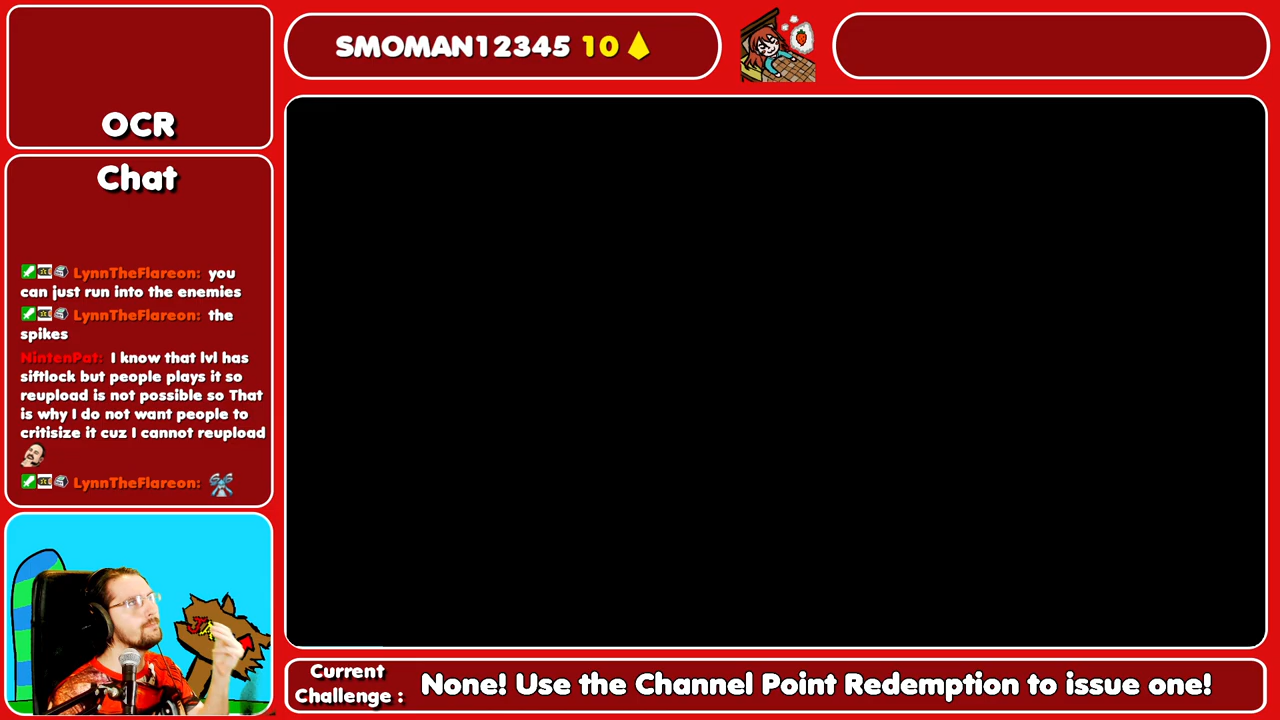 SMOMAN12345 10
OCR
Chat
LynnTheFlareon: you
can just run into the enemies
LynnTheFlareon: the
spikes
NintenPat: I know that lvl has
siftlock but people plays it so
reupload is not possible so That
is why I do not want people to
critisize it cuz I cannot reupload
LynnTheFlareon:
Current
Challenge :
None! Use the Channel Point Redemption to issue one!